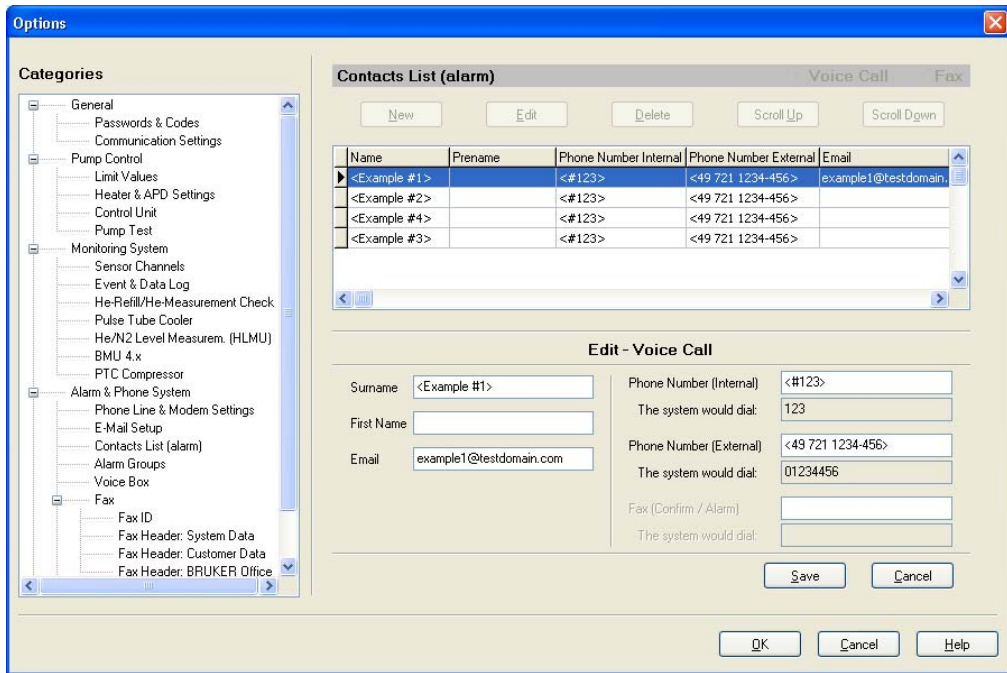 Options
Categories
General
Passwords & Codes
Communication Settings
Pump Control
Limit Values
Heater & APD Settings
Control Unit
Pump Test
Monitoring System
Sensor Channels
Event & Data Log
He-Refill/He-Measurement Check
Pulse Tube Cooler
He/N2 Level Measurem. (HLMU)
BMU 4.x
PTC Compressor
Alarm & Phone System
Phone Line & Modem Settings
E-Mail Setup
Contacts List (alarm)
Alarm Groups
Voice Box
Fax
Fax ID
Fax Header: System Data
Fax Header: Customer Data
Fax Header: BRUKER Office
Contacts List (alarm) Voice Call Fax
New Edit Delete Scroll Up Scroll Down
Name Prename Phone Number Internal Phone Number External Email
<Example #1> <#123> <49 721 1234-456> example1@testdomain.
<Example #2> <#123> <49 721 1234-456>
<Example #4> <#123> <49 721 1234-456>
<Example #3> <#123> <49 721 1234-456>
Edit - Voice Call
Surname <Example #1>
First Name
Email example1@testdomain.com
Phone Number (Internal) <#123>
The system would dial: 123
Phone Number (External) <49 721 1234-456>
The system would dial: 01234456
Fax (Confirm / Alarm)
The system would dial:
Save Cancel
OK Cancel Help